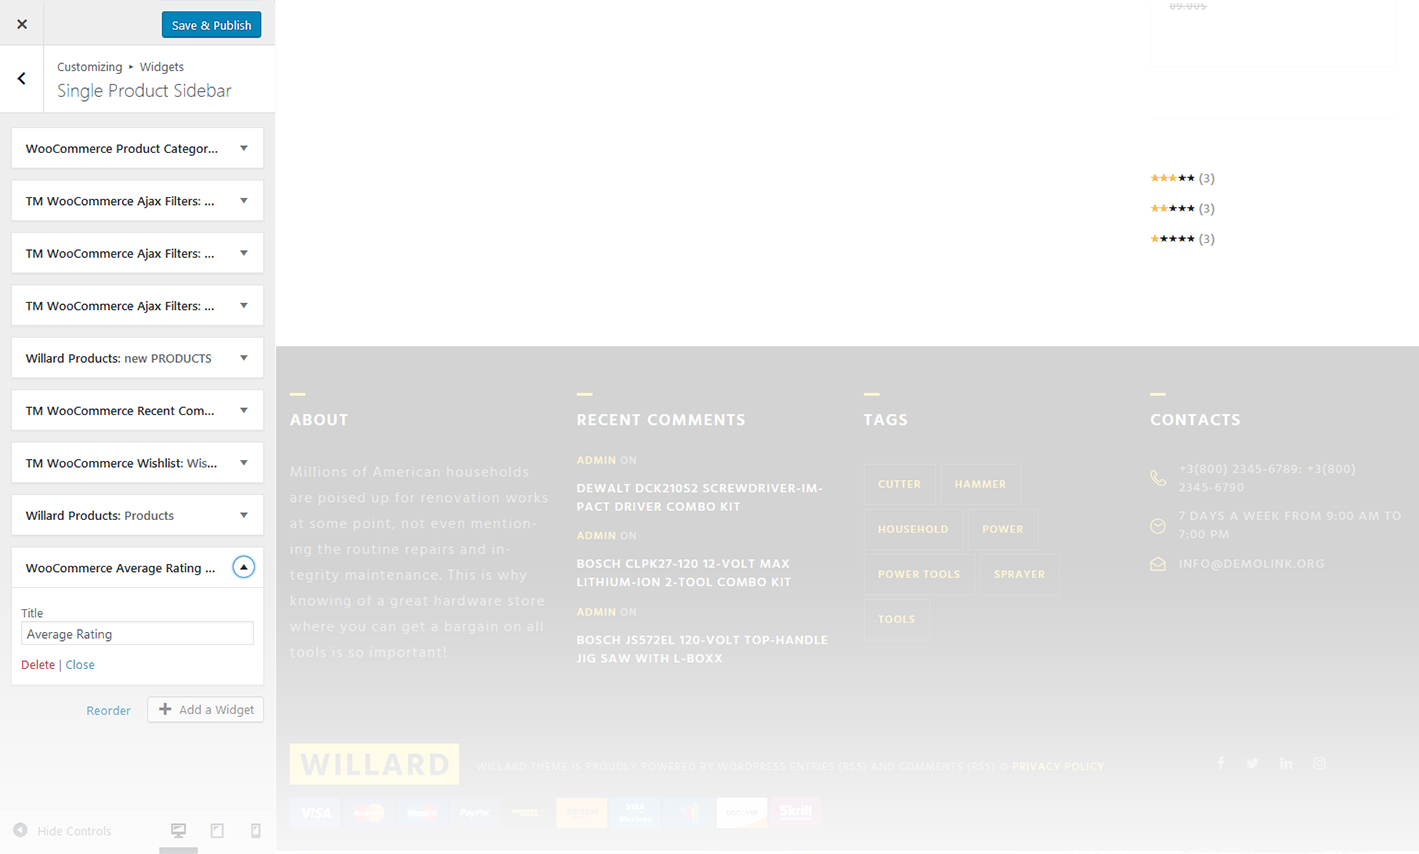 Save & Publish
Customizing ▸ Widgets
Single Product Sidebar
WooCommerce Product Categor...
TM WooCommerce Ajax Filters: ...
TM WooCommerce Ajax Filters: ...
TM WooCommerce Ajax Filters: ...
Willard Products: new PRODUCTS
TM WooCommerce Recent Com...
TM WooCommerce Wishlist: Wis...
Willard Products: Products
WooCommerce Average Rating ...
Title
Average Rating
Delete | Close
Reorder
Add a Widget
Hide Controls
89.00$
(3)
(3)
(3)
ABOUT
Millions of American households
are poised up for renovation works
at some point, not even mention-
ing the routine repairs and in-
tegrity maintenance. This is why
knowing of a great hardware store
where you can get a bargain on all
tools is so important!
RECENT COMMENTS
ADMIN ON
DEWALT DCK210S2 SCREWDRIVER-IM-
PACT DRIVER COMBO KIT
ADMIN ON
BOSCH CLPK27-120 12-VOLT MAX
LITHIUM-ION 2-TOOL COMBO KIT
ADMIN ON
BOSCH JS572EL 120-VOLT TOP-HANDLE
JIG SAW WITH L-BOXX
TAGS
CUTTER
HAMMER
HOUSEHOLD
POWER
POWER TOOLS
SPRAYER
TOOLS
CONTACTS
+3(800) 2345-6789; +3(800)
2345-6790
7 DAYS A WEEK FROM 9:00 AM TO
7:00 PM
INFO@DEMOLINK.ORG
WILLARD
WILLARD THEME IS PROUDLY POWERED BY WORDPRESS ENTRIES (RSS) AND COMMENTS (RSS) © PRIVACY POLICY
VISA
PayPal
Skrill